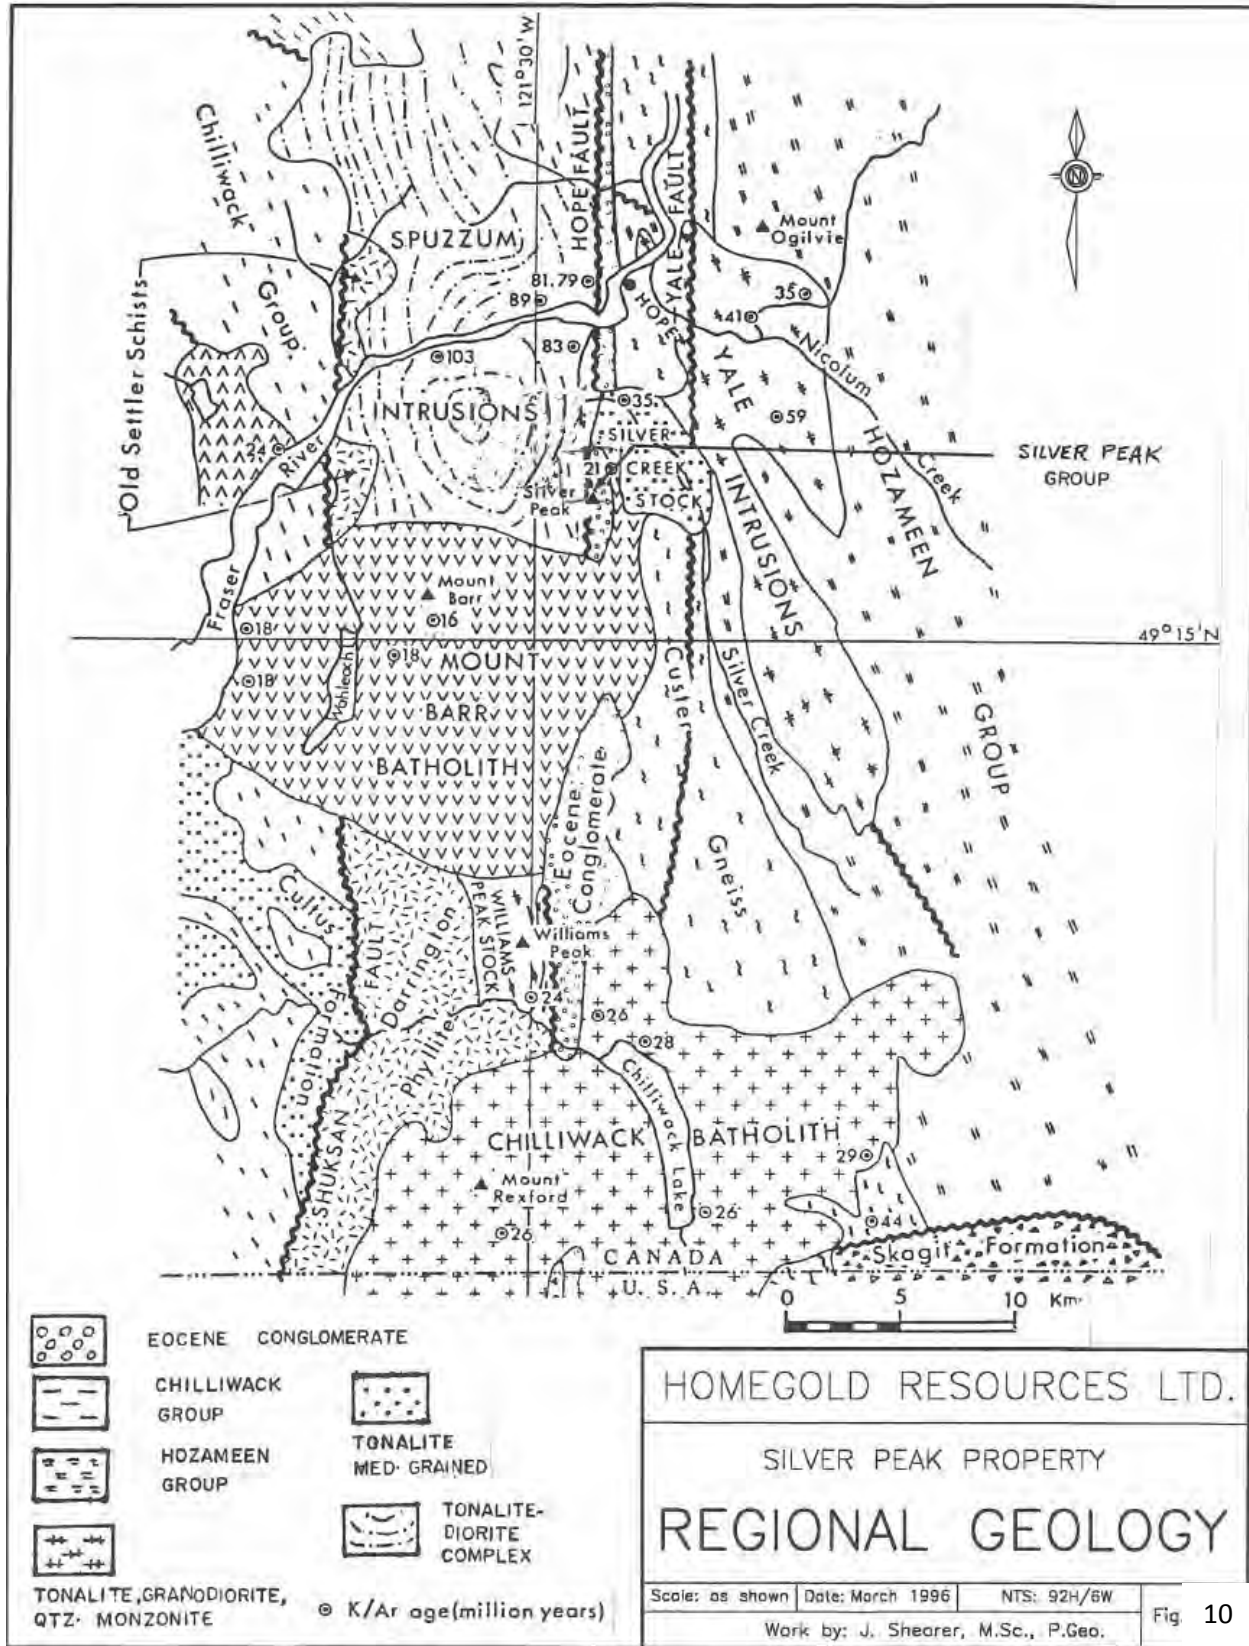 121°30'W
Chilliwack
Group
HOPE FAULT
YALE FAULT
Mount
Ogilvie
N
SPUZZUM
INTRUSIONS
81.79
89
HOPE
35
41
Old Settler Schists
103
83
Nicolum
Creek
YALE
INTRUSIONS
59
35
HOZAMEEN
GROUP
SILVER
CREEK
STOCK
SILVER PEAK
GROUP
24
River
Fraser
21
Silver
Peak
Mount
Barr
16
18
49°15'N
18
18
Wahleach L.
MOUNT
BARR
BATHOLITH
Custer
Gneiss
Silver Creek
Eocene
Conglomerate
Cultus
Formation
SHUKSAN
FAULT
Darrington
Phyllite
WILLIAMS
PEAK STOCK
Williams
Peak
24
26
28
Chilliwack Lake
CHILLIWACK
BATHOLITH
29
Mount
Rexford
26
26
44
Skagit Formation
CANADA
U.S.A.
0 5 10 Km.
EOCENE CONGLOMERATE
CHILLIWACK
GROUP
HOZAMEEN
GROUP
TONALITE, GRANODIORITE,
QTZ. MONZONITE
TONALITE
MED. GRAINED
TONALITE-
DIORITE
COMPLEX
K/Ar age (million years)
HOMEGOLD RESOURCES LTD.
SILVER PEAK PROPERTY
REGIONAL GEOLOGY
Scale: as shown Date: March 1996 NTS: 92H/6W
Work by: J. Shearer, M.Sc., P.Geo.
Fig. 10